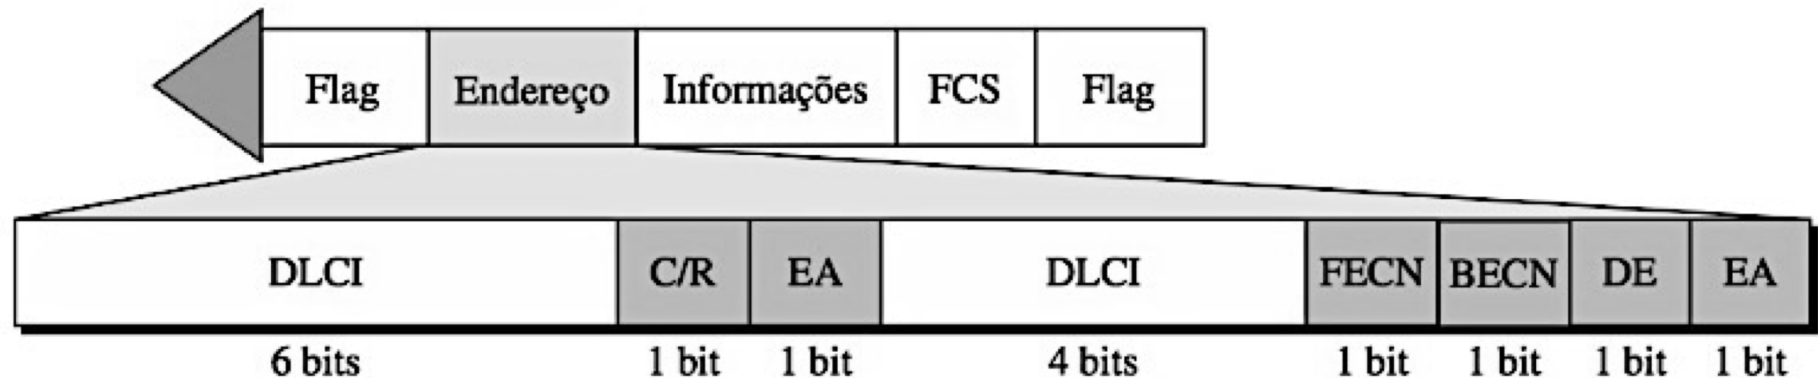 Flag Endereço Informações FCS Flag
DLCI C/R EA DLCI FECN BECN DE EA
6 bits 1 bit 1 bit 4 bits 1 bit 1 bit 1 bit 1 bit